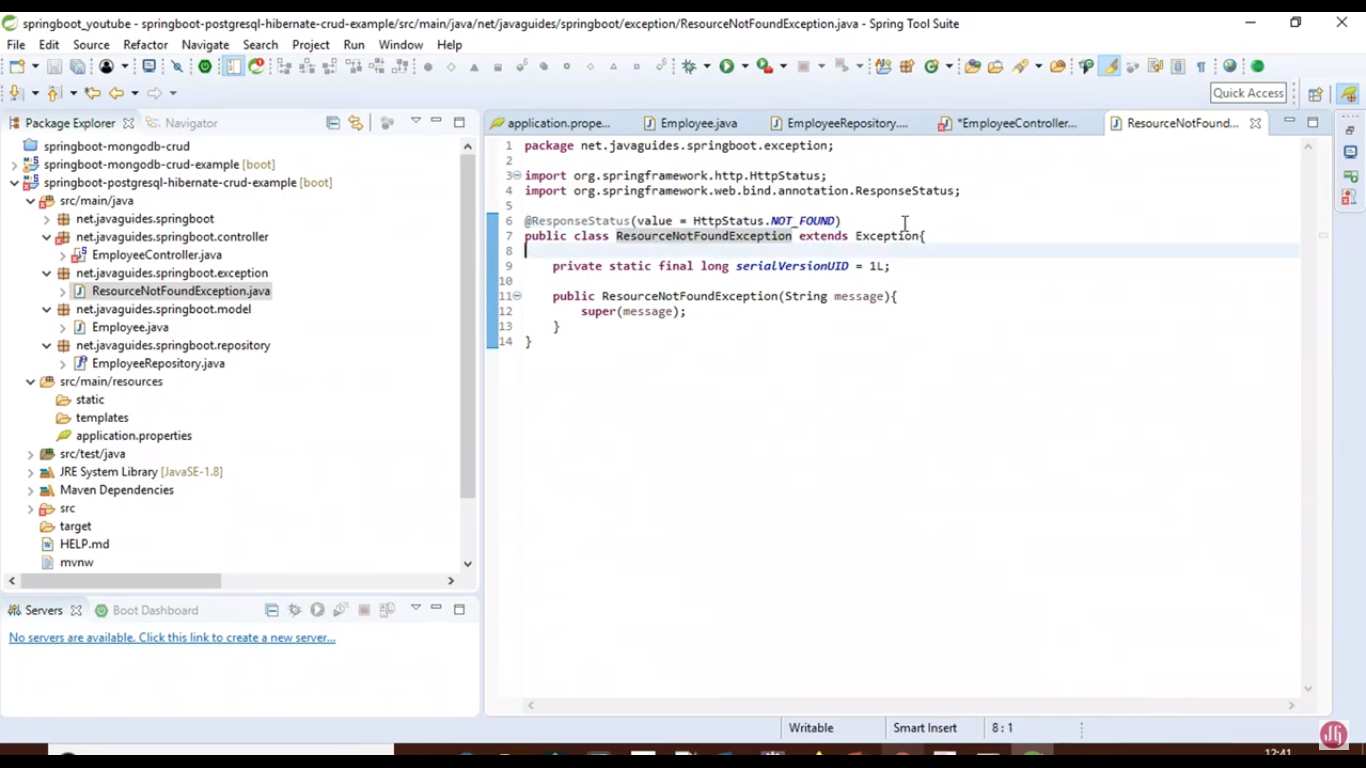 springboot_youtube - springboot-postgresql-hibernate-crud-example/src/main/java/net/javaguides/springboot/exception/ResourceNotFoundException.java - Spring Tool Suite
File Edit Source Refactor Navigate Search Project Run Window Help
Quick Access
Package Explorer Navigator
springboot-mongodb-crud
springboot-mongodb-crud-example [boot]
springboot-postgresql-hibernate-crud-example [boot]
src/main/java
net.javaguides.springboot
net.javaguides.springboot.controller
EmployeeController.java
net.javaguides.springboot.exception
ResourceNotFoundException.java
net.javaguides.springboot.model
Employee.java
net.javaguides.springboot.repository
EmployeeRepository.java
src/main/resources
static
templates
application.properties
src/test/java
JRE System Library [JavaSE-1.8]
Maven Dependencies
src
target
HELP.md
mvnw
Servers Boot Dashboard
No servers are available. Click this link to create a new server...
application.prope... Employee.java EmployeeRepository.... *EmployeeController... ResourceNotFound...
1 package net.javaguides.springboot.exception;
2
3 import org.springframework.http.HttpStatus;
4 import org.springframework.web.bind.annotation.ResponseStatus;
5
6 @ResponseStatus(value = HttpStatus.NOT_FOUND)
7 public class ResourceNotFoundException extends Exception{
8
9 private static final long serialVersionUID = 1L;
10
11 public ResourceNotFoundException(String message){
12 super(message);
13 }
14 }
Writable Smart Insert 8 : 1
12:41